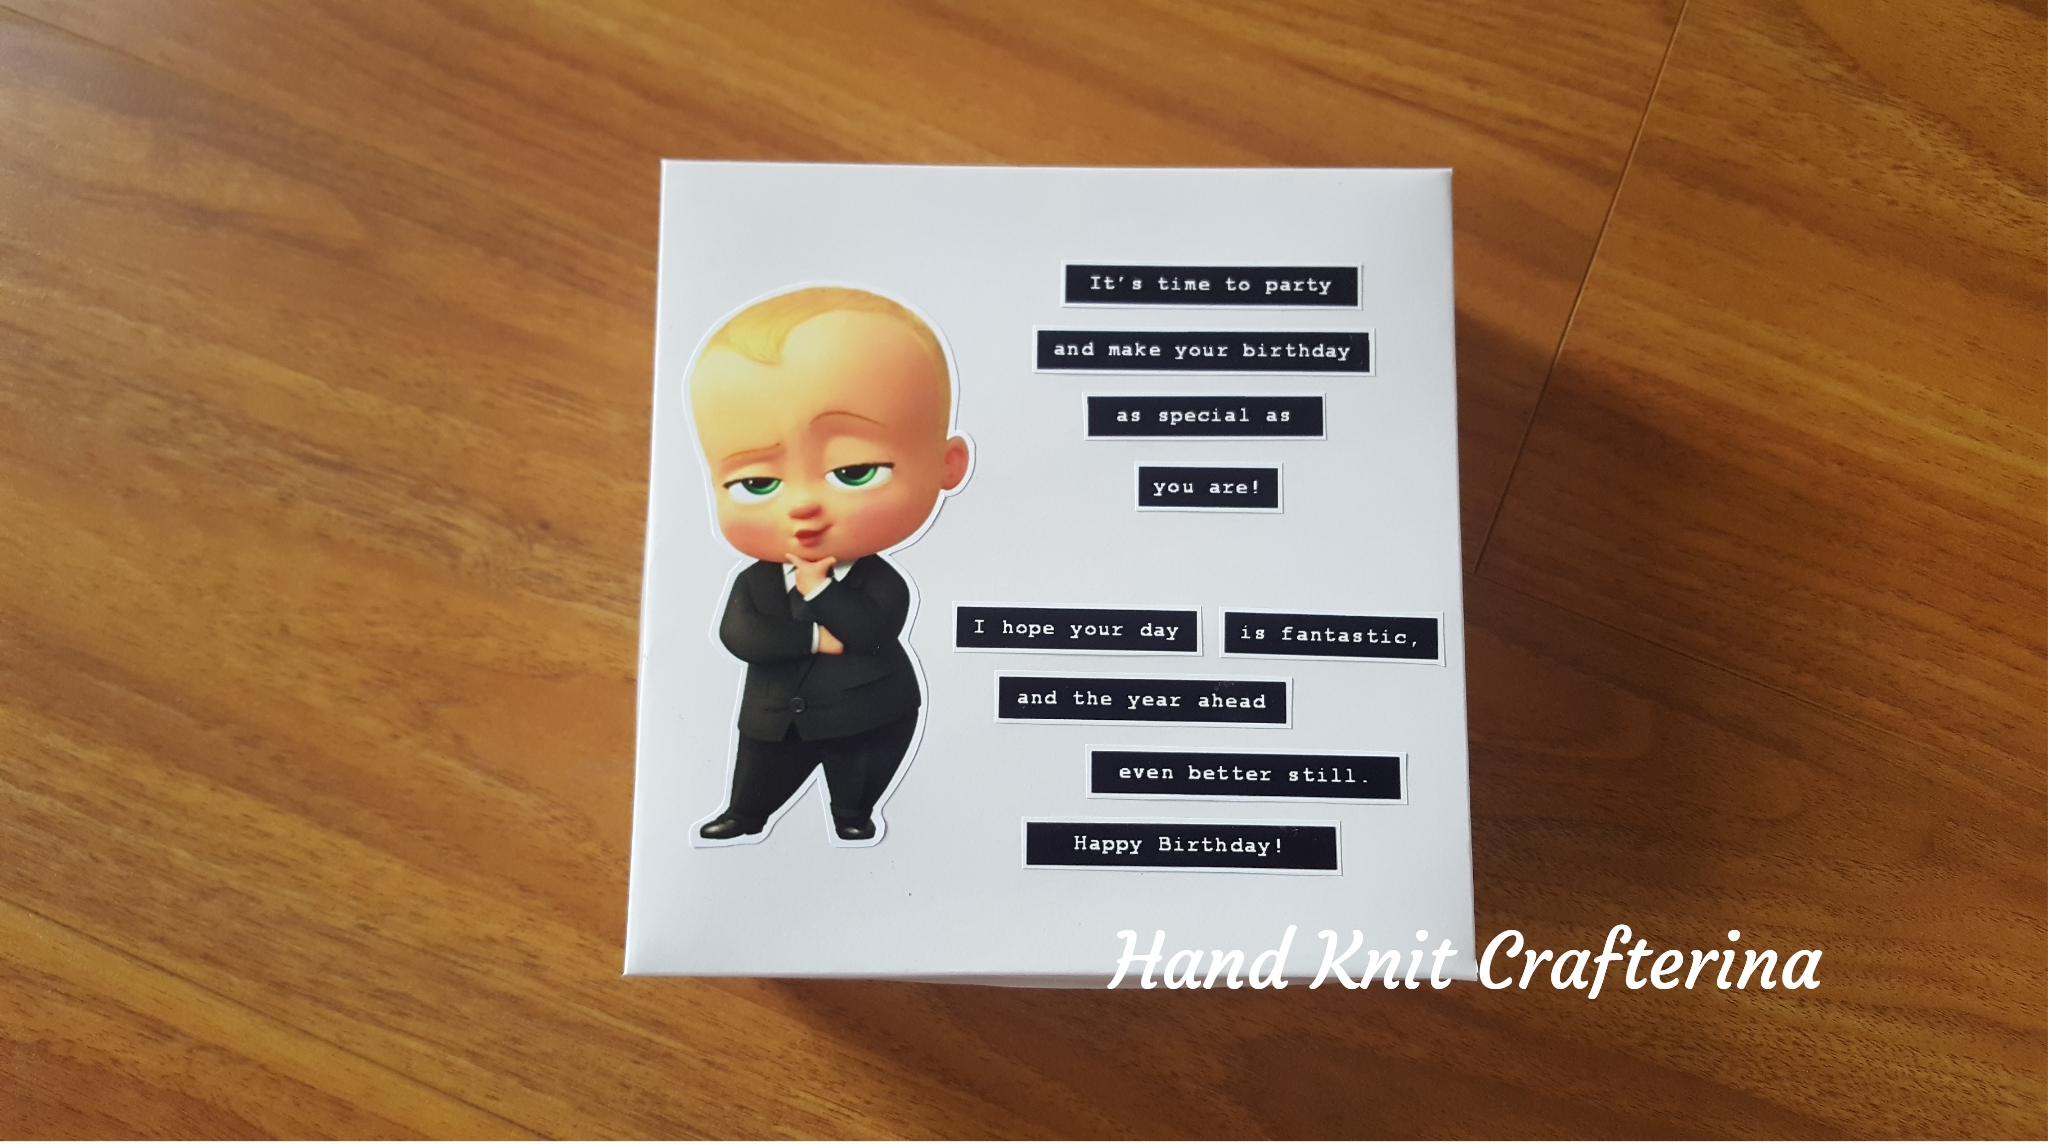 It's time to party
and make your birthday
as special as
you are!
I hope your day is fantastic,
and the year ahead
even better still.
Happy Birthday!
Hand Knit Crafterina